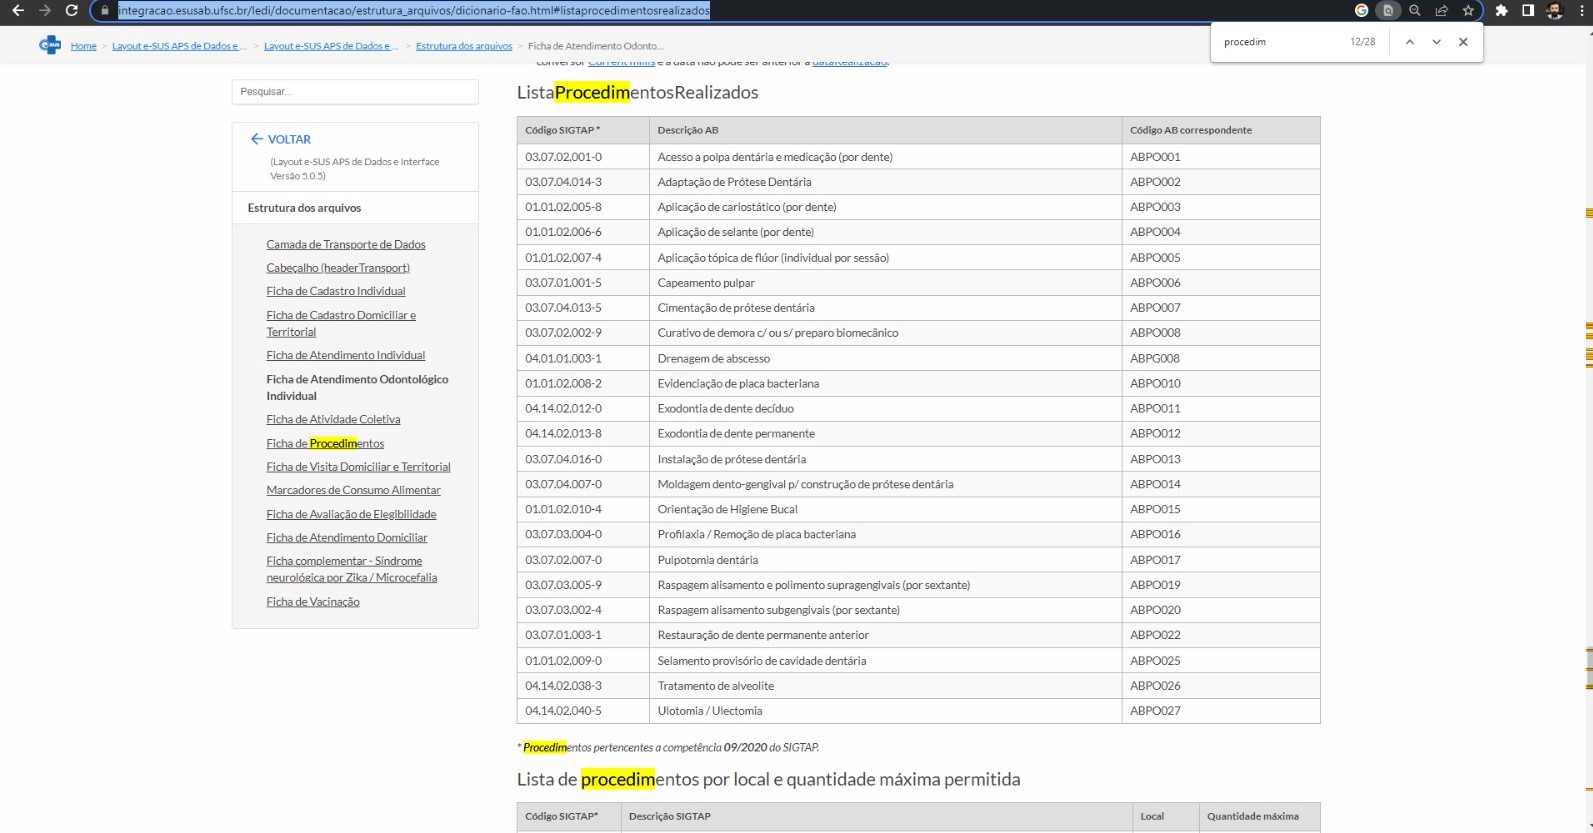 integracao.esusab.ufsc.br/ledi/documentacao/estrutura_arquivos/dicionario-fao.html#listaprocedimentosrealizados
procedim 12/28
e-SUS Home > Layout e-SUS APS de Dados e ... > Layout e-SUS APS de Dados e ... > Estrutura dos arquivos > Ficha de Atendimento Odonto...
conversor Current millis e a data não pode ser anterior a dataRealizacao.
Pesquisar...
VOLTAR
(Layout e-SUS APS de Dados e Interface
Versão 5.0.5)
Estrutura dos arquivos
Camada de Transporte de Dados
Cabeçalho (headerTransport)
Ficha de Cadastro Individual
Ficha de Cadastro Domiciliar e
Territorial
Ficha de Atendimento Individual
Ficha de Atendimento Odontológico
Individual
Ficha de Atividade Coletiva
Ficha de Procedimentos
Ficha de Visita Domiciliar e Territorial
Marcadores de Consumo Alimentar
Ficha de Avaliação de Elegibilidade
Ficha de Atendimento Domiciliar
Ficha complementar - Síndrome
neurológica por Zika / Microcefalia
Ficha de Vacinação
ListaProcedimentosRealizados
Código SIGTAP * Descrição AB Código AB correspondente
03.07.02.001-0 Acesso a polpa dentária e medicação (por dente) ABPO001
03.07.04.014-3 Adaptação de Prótese Dentária ABPO002
01.01.02.005-8 Aplicação de cariostático (por dente) ABPO003
01.01.02.006-6 Aplicação de selante (por dente) ABPO004
01.01.02.007-4 Aplicação tópica de flúor (individual por sessão) ABPO005
03.07.01.001-5 Capeamento pulpar ABPO006
03.07.04.013-5 Cimentação de prótese dentária ABPO007
03.07.02.002-9 Curativo de demora c/ ou s/ preparo biomecânico ABPO008
04.01.01.003-1 Drenagem de abscesso ABPG008
01.01.02.008-2 Evidenciação de placa bacteriana ABPO010
04.14.02.012-0 Exodontia de dente decíduo ABPO011
04.14.02.013-8 Exodontia de dente permanente ABPO012
03.07.04.016-0 Instalação de prótese dentária ABPO013
03.07.04.007-0 Moldagem dento-gengival p/ construção de prótese dentária ABPO014
01.01.02.010-4 Orientação de Higiene Bucal ABPO015
03.07.03.004-0 Profilaxia / Remoção de placa bacteriana ABPO016
03.07.02.007-0 Pulpotomia dentária ABPO017
03.07.03.005-9 Raspagem alisamento e polimento supragengivais (por sextante) ABPO019
03.07.03.002-4 Raspagem alisamento subgengivais (por sextante) ABPO020
03.07.01.003-1 Restauração de dente permanente anterior ABPO022
01.01.02.009-0 Selamento provisório de cavidade dentária ABPO025
04.14.02.038-3 Tratamento de alveolite ABPO026
04.14.02.040-5 Ulotomia / Ulectomia ABPO027
* Procedimentos pertencentes a competência 09/2020 do SIGTAP.
Lista de procedimentos por local e quantidade máxima permitida
Código SIGTAP* Descrição SIGTAP Local Quantidade máxima